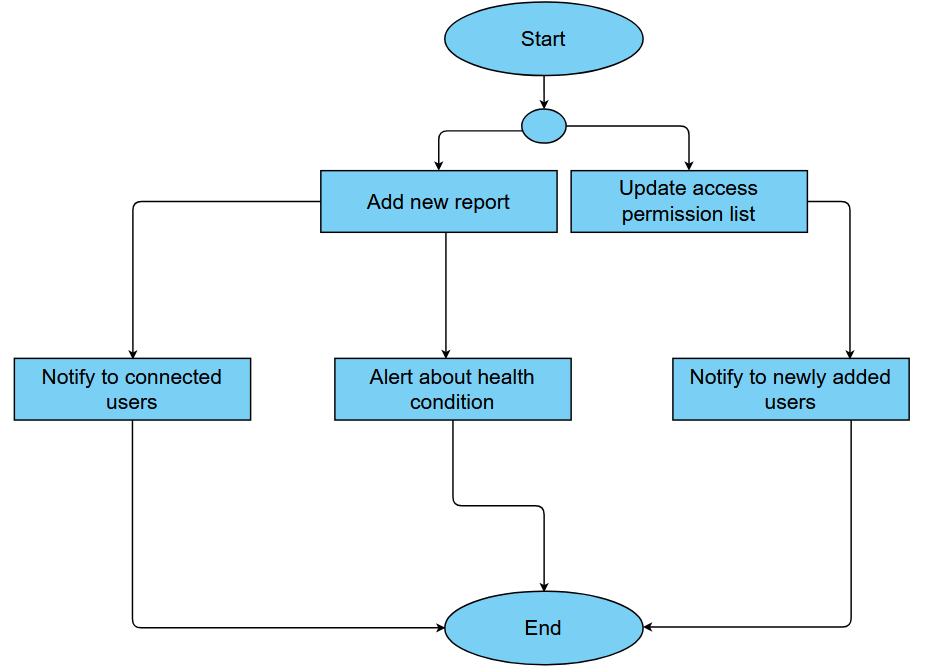 Start
Add new report
Update access
permission list
Notify to connected
users
Alert about health
condition
Notify to newly added
users
End